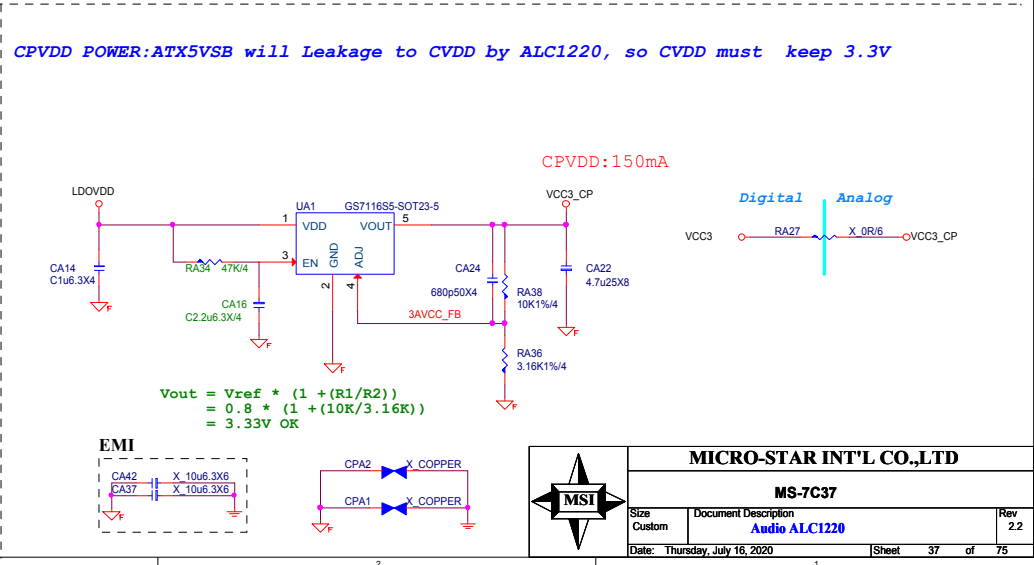 CPVDD POWER:ATX5VSB will Leakage to CVDD by ALC1220, so CVDD must keep 3.3V
CPVDD:150mA
LDOVDD
UA1 GS7116S5-SOT23-5
VCC3_CP
Digital Analog
1 VDD VOUT 5
VCC3 RA27 X_0R/6 VCC3_CP
3 EN GND ADJ
2 4
CA14
C1u6.3X4
RA34 47K/4
CA24
680p50X4
CA22
4.7u25X8
RA38
10K1%/4
CA16
C2.2u6.3X/4
3AVCC_FB
F
F
F
RA36
3.16K1%/4
F
F
Vout = Vref * (1 +(R1/R2))
= 0.8 * (1 +(10K/3.16K))
= 3.33V OK
EMI
CA42 X_10u6.3X6
CA37 X_10u6.3X6
F
CPA2 X_COPPER
CPA1 X_COPPER
F
MSI
MICRO-STAR INT'L CO.,LTD
MS-7C37
Size
Custom
Document Description
Audio ALC1220
Rev
2.2
Date: Thursday, July 16, 2020 Sheet 37 of 75
1